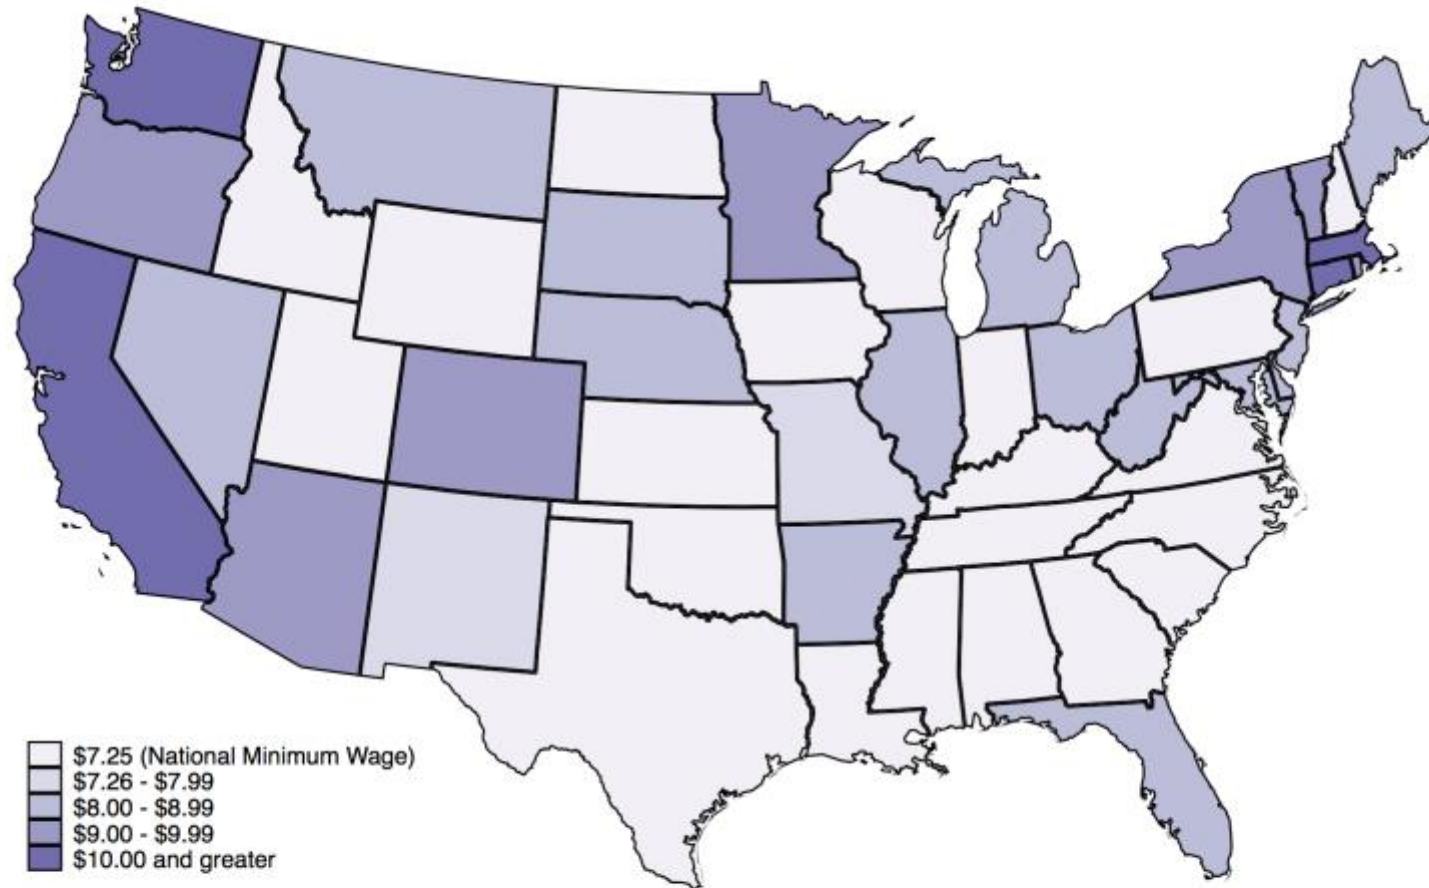 $7.25 (National Minimum Wage)
$7.26 - $7.99
$8.00 - $8.99
$9.00 - $9.99
$10.00 and greater